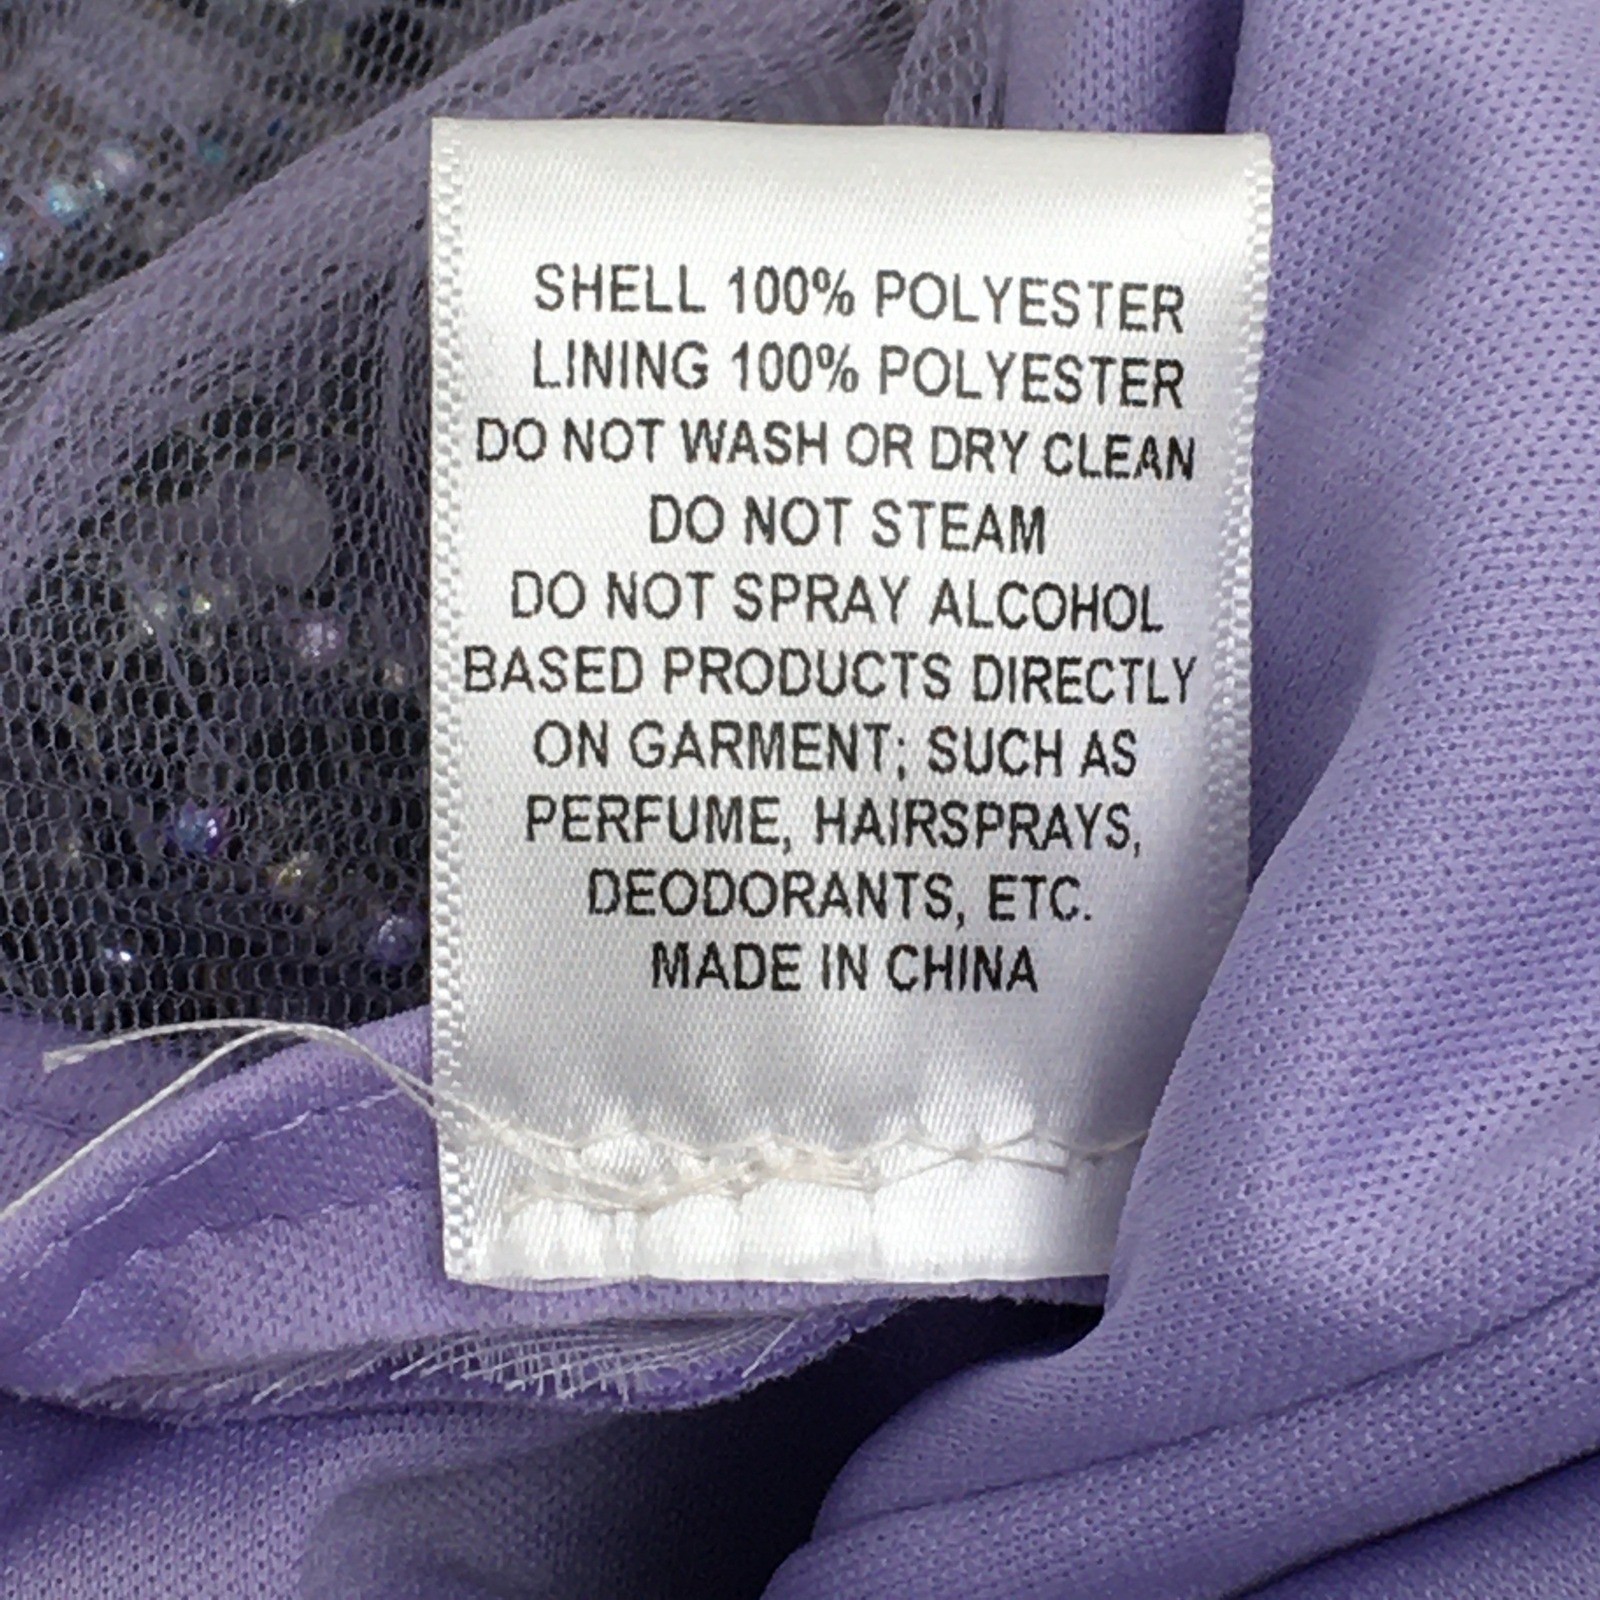 SHELL 100% POLYESTER
LINING 100% POLYESTER
DO NOT WASH OR DRY CLEAN
DO NOT STEAM
DO NOT SPRAY ALCOHOL
BASED PRODUCTS DIRECTLY
ON GARMENT; SUCH AS
PERFUME, HAIRSPRAYS,
DEODORANTS, ETC.
MADE IN CHINA